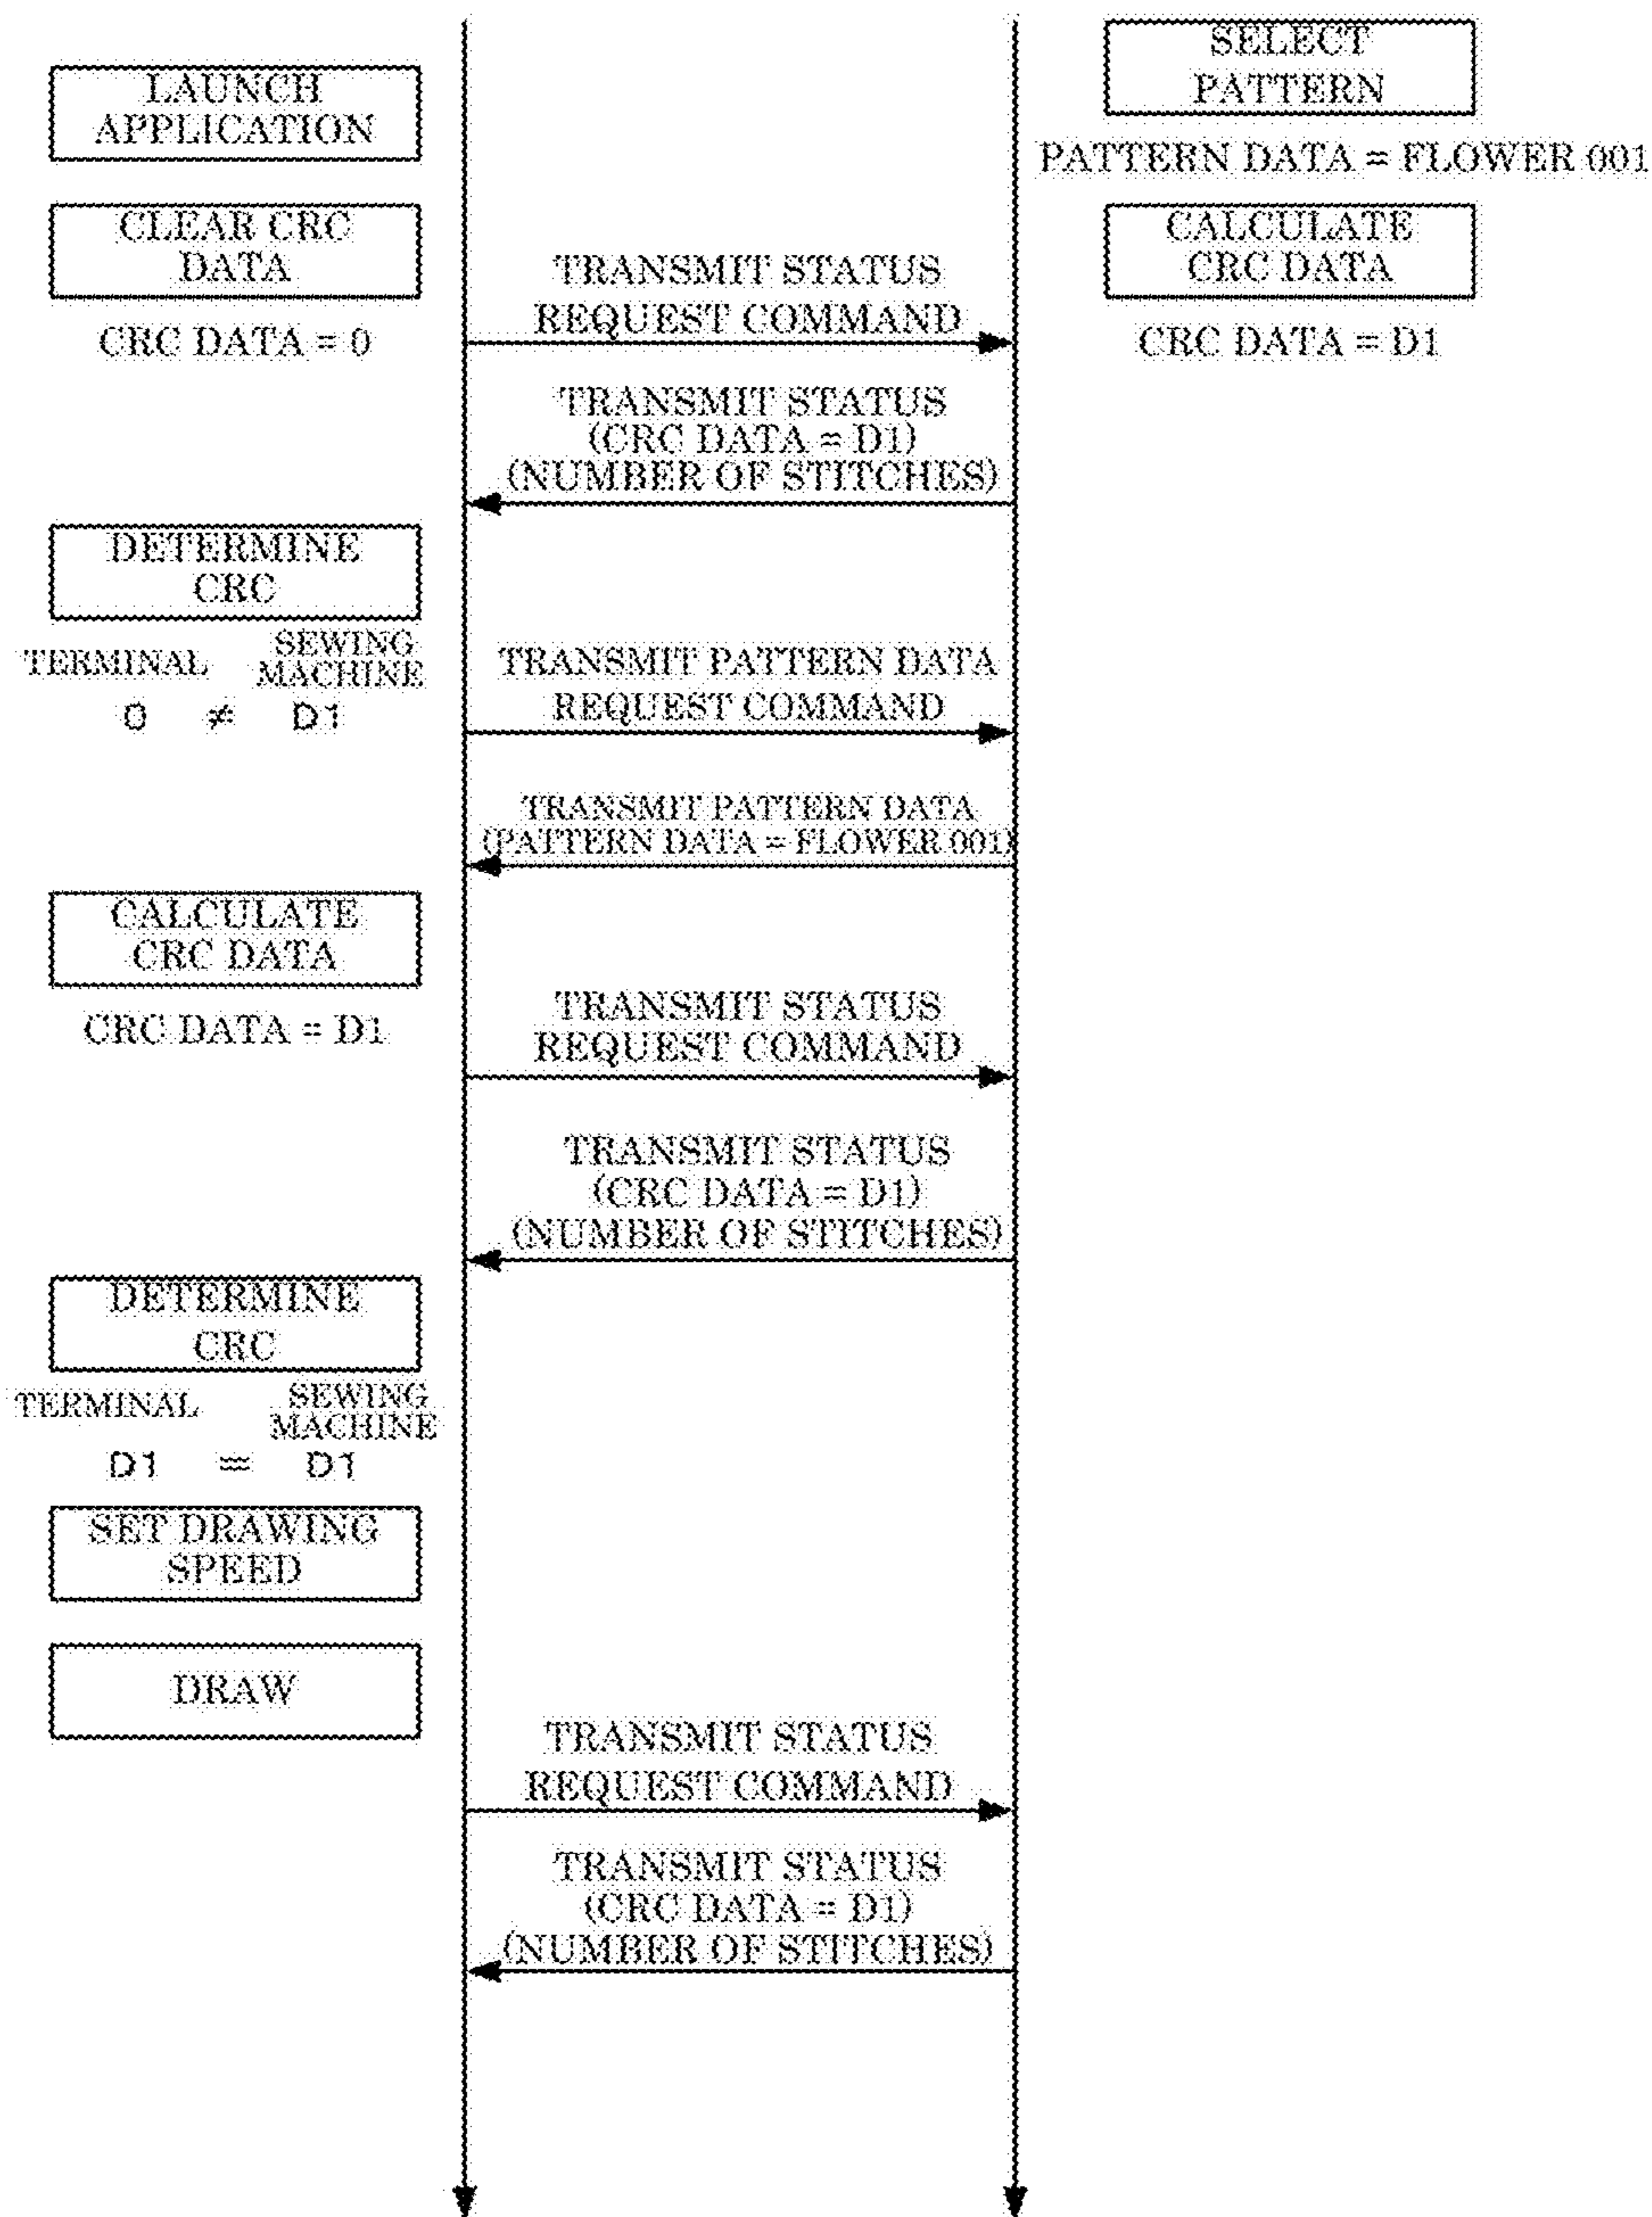 LAUNCH
APPLICATION
SELECT
PATTERN
PATTERN DATA = FLOWER 001
CLEAR CRC
DATA
CRC DATA = 0
CALCULATE
CRC DATA
CRC DATA = D1
TRANSMIT STATUS
REQUEST COMMAND
TRANSMIT STATUS
(CRC DATA = D1)
(NUMBER OF STITCHES)
DETERMINE
CRC
TERMINAL SEWING
MACHINE
0 ≠ D1
TRANSMIT PATTERN DATA
REQUEST COMMAND
TRANSMIT PATTERN DATA
(PATTERN DATA = FLOWER 001)
CALCULATE
CRC DATA
CRC DATA = D1
TRANSMIT STATUS
REQUEST COMMAND
TRANSMIT STATUS
(CRC DATA = D1)
(NUMBER OF STITCHES)
DETERMINE
CRC
TERMINAL SEWING
MACHINE
D1 = D1
SET DRAWING
SPEED
DRAW
TRANSMIT STATUS
REQUEST COMMAND
TRANSMIT STATUS
(CRC DATA = D1)
(NUMBER OF STITCHES)